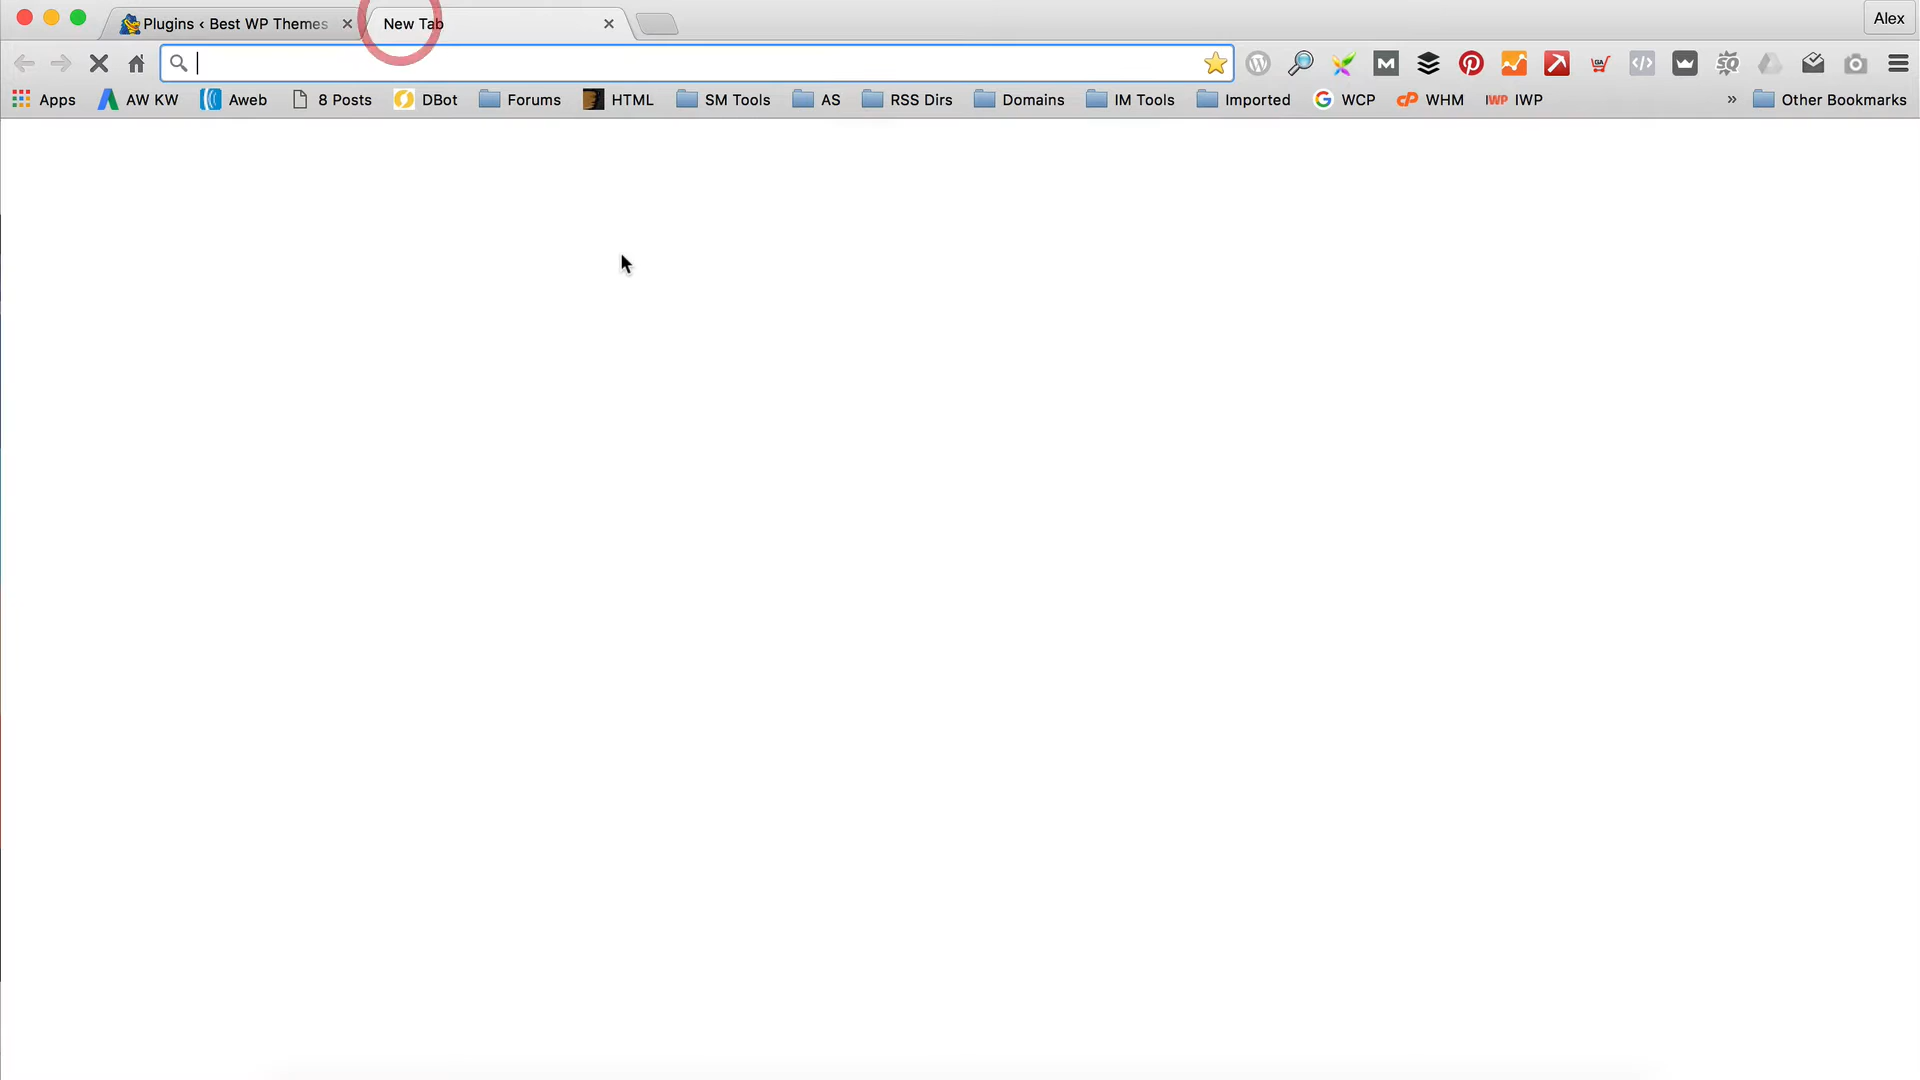 Plugins ‹ Best WP Themes
New Tab
Alex
Apps
AW KW
Aweb
8 Posts
DBot
Forums
HTML
SM Tools
AS
RSS Dirs
Domains
IM Tools
Imported
WCP
WHM
IWP IWP
» Other Bookmarks